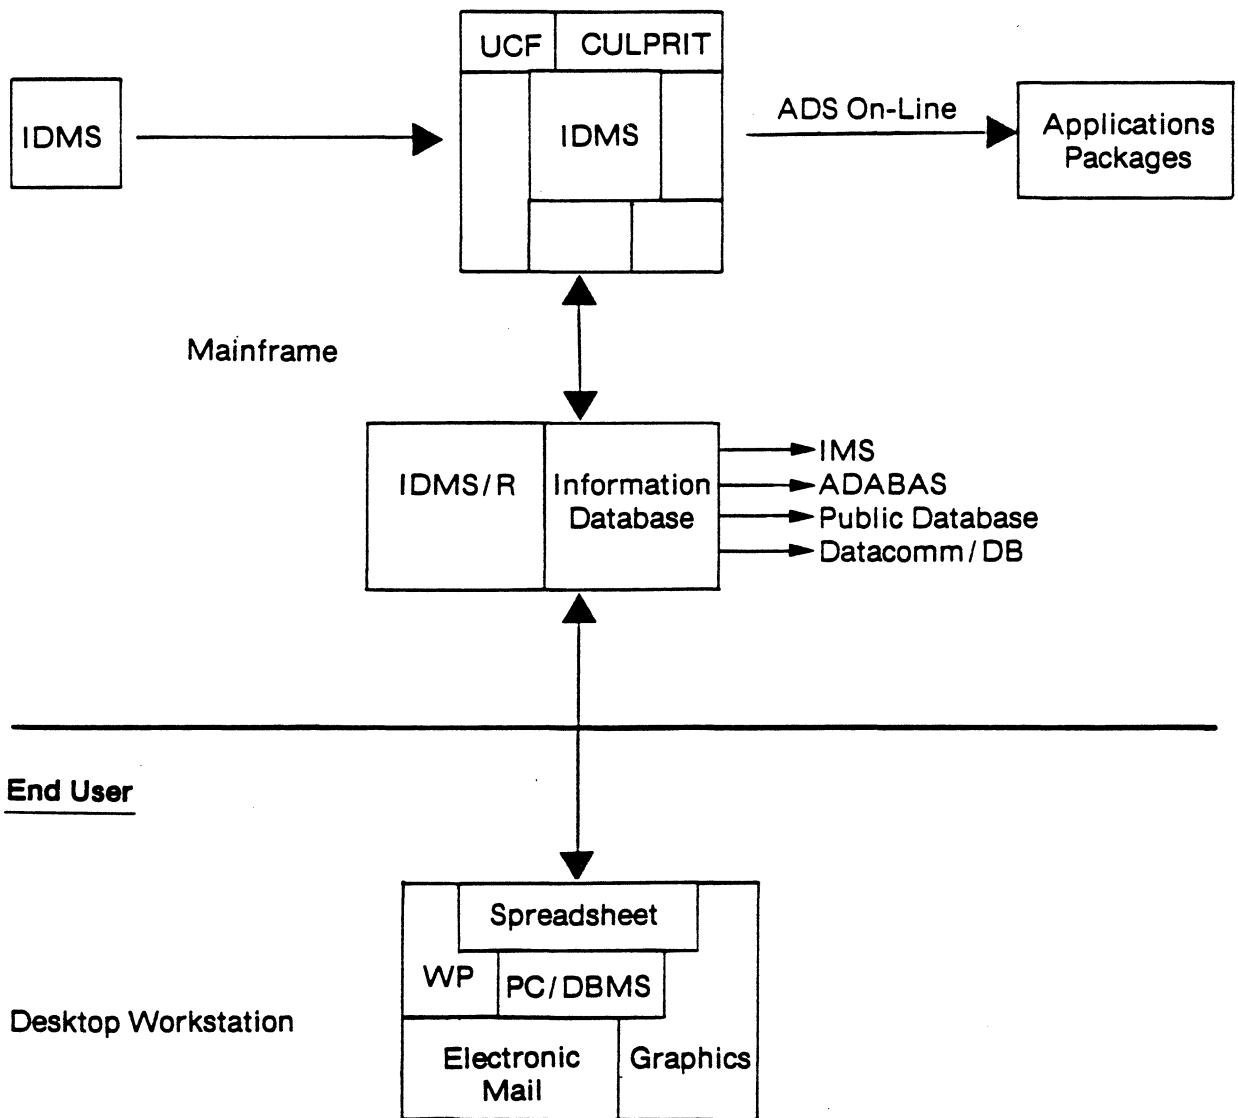 UCF
CULPRIT
IDMS
IDMS
ADS On-Line
Applications
Packages
Mainframe
IDMS/R
Information
Database
IMS
ADABAS
Public Database
Datacomm/DB
End User
Spreadsheet
WP
PC/DBMS
Desktop Workstation
Electronic
Mail
Graphics